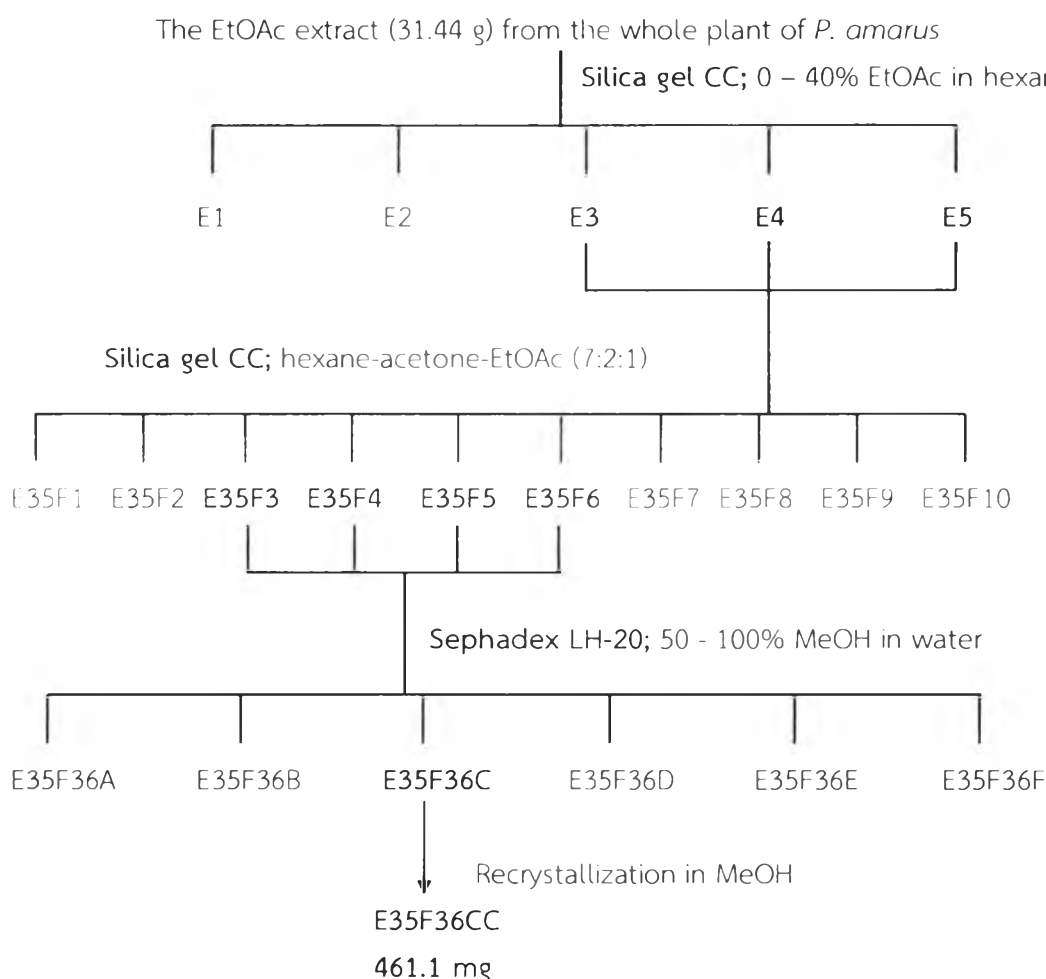 The EtOAc extract (31.44 g) from the whole plant of P. amarus
Silica gel CC; 0 – 40% EtOAc in hexa
E1 E2 E3 E4 E5
Silica gel CC; hexane-acetone-EtOAc (7:2:1)
E35F1 E35F2 E35F3 E35F4 E35F5 E35F6 E35F7 E35F8 E35F9 E35F10
Sephadex LH-20; 50 - 100% MeOH in water
E35F36A E35F36B E35F36C E35F36D E35F36E E35F36F
Recrystallization in MeOH
E35F36CC
461.1 mg